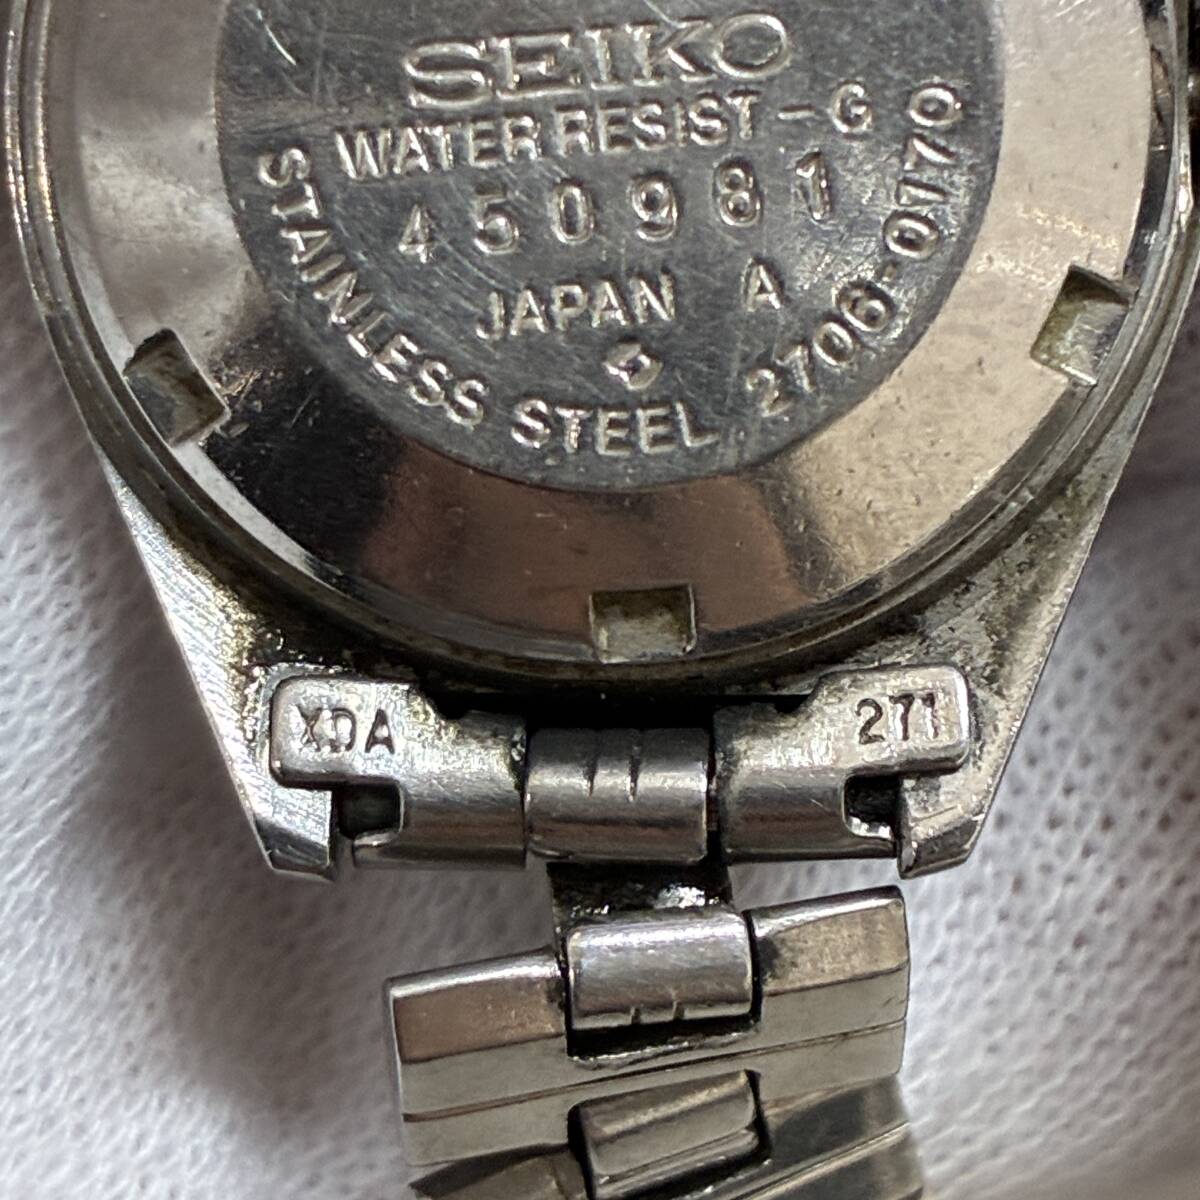 SEIKO
WATER RESIST-G
450981
JAPAN A
STAINLESS STEEL 2706-0170
XDA
271